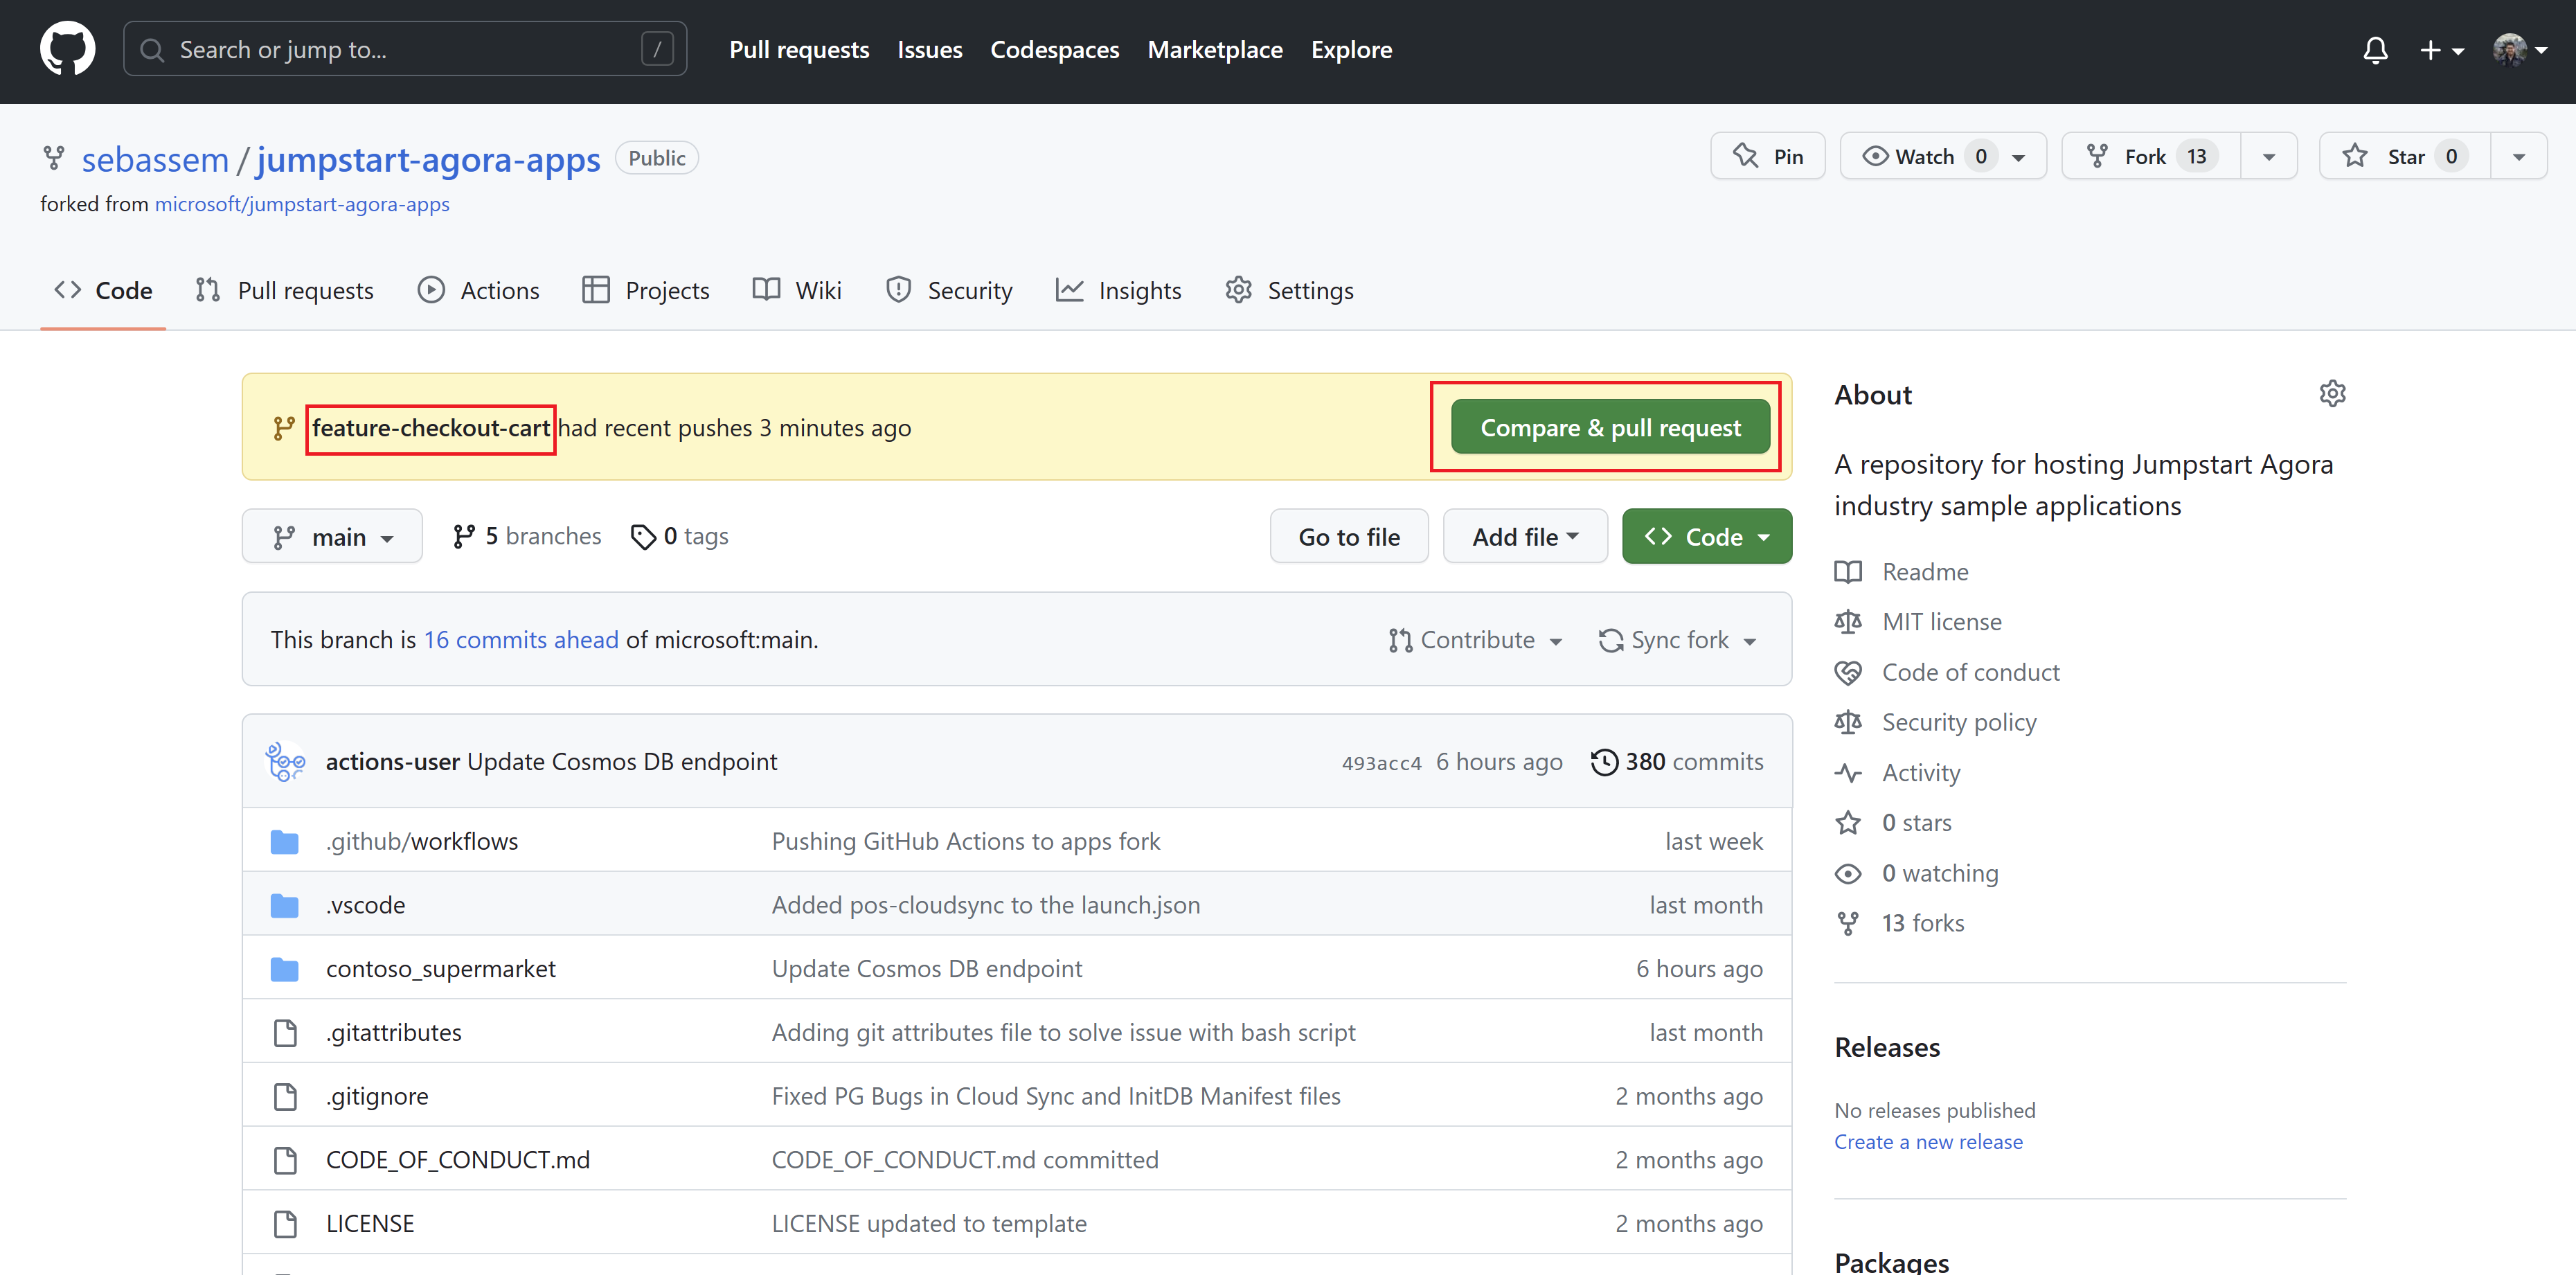 Search or jump to... /
Pull requests Issues Codespaces Marketplace Explore
sebassem / jumpstart-agora-apps Public
Pin Watch 0 Fork 13 Star 0
forked from microsoft/jumpstart-agora-apps
Code Pull requests Actions Projects Wiki Security Insights Settings
feature-checkout-cart had recent pushes 3 minutes ago Compare & pull request
main 5 branches 0 tags Go to file Add file Code
This branch is 16 commits ahead of microsoft:main. Contribute Sync fork
actions-user Update Cosmos DB endpoint 493acc4 6 hours ago 380 commits
.github/workflows Pushing GitHub Actions to apps fork last week
.vscode Added pos-cloudsync to the launch.json last month
contoso_supermarket Update Cosmos DB endpoint 6 hours ago
.gitattributes Adding git attributes file to solve issue with bash script last month
.gitignore Fixed PG Bugs in Cloud Sync and InitDB Manifest files 2 months ago
CODE_OF_CONDUCT.md CODE_OF_CONDUCT.md committed 2 months ago
LICENSE LICENSE updated to template 2 months ago
About
A repository for hosting Jumpstart Agora
industry sample applications
Readme
MIT license
Code of conduct
Security policy
Activity
0 stars
0 watching
13 forks
Releases
No releases published
Create a new release
Packages